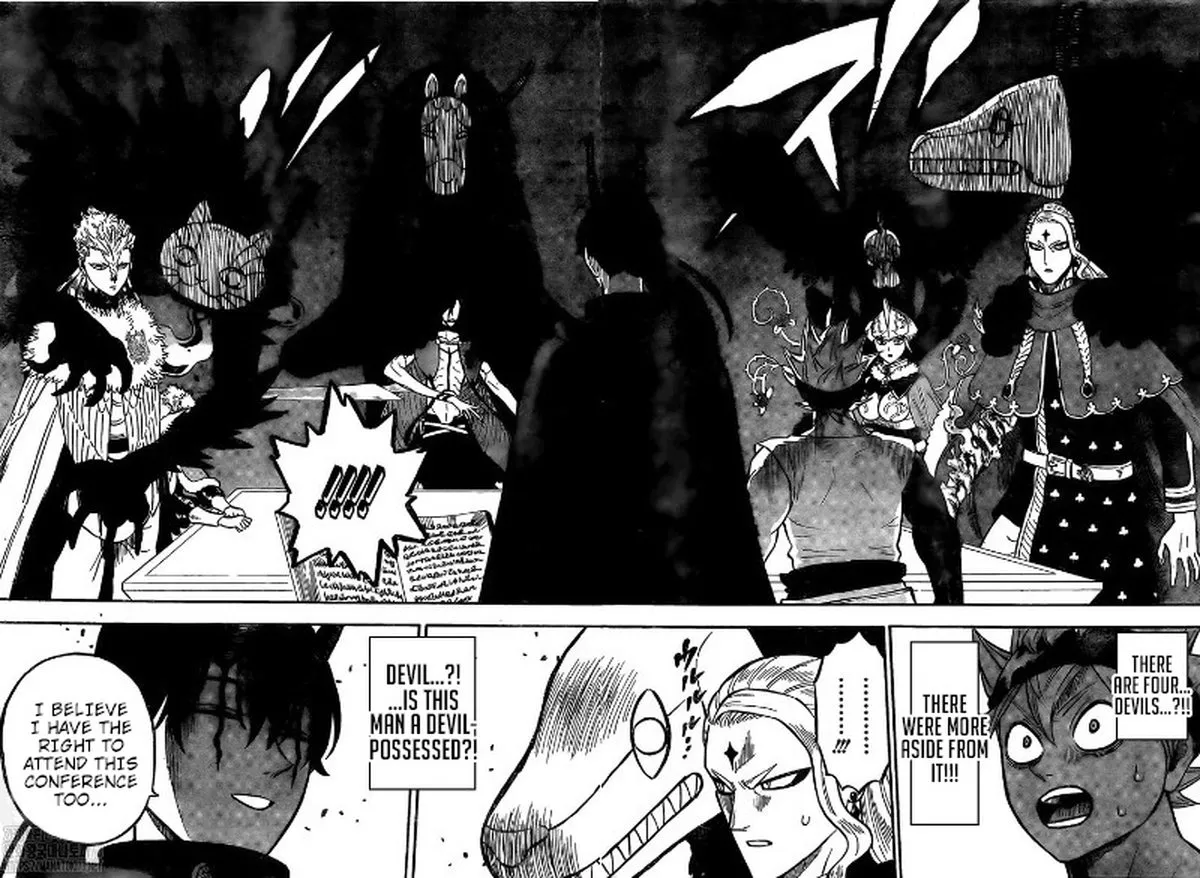 !!!!
THERE
ARE FOUR...
DEVILS...?!!
THERE
WERE MORE
ASIDE FROM
IT!!!
!!!
DEVIL...?!
...IS THIS
MAN A DEVIL-
POSSESSED?!
I BELIEVE
I HAVE THE
RIGHT TO
ATTEND THIS
CONFERENCE
TOO...